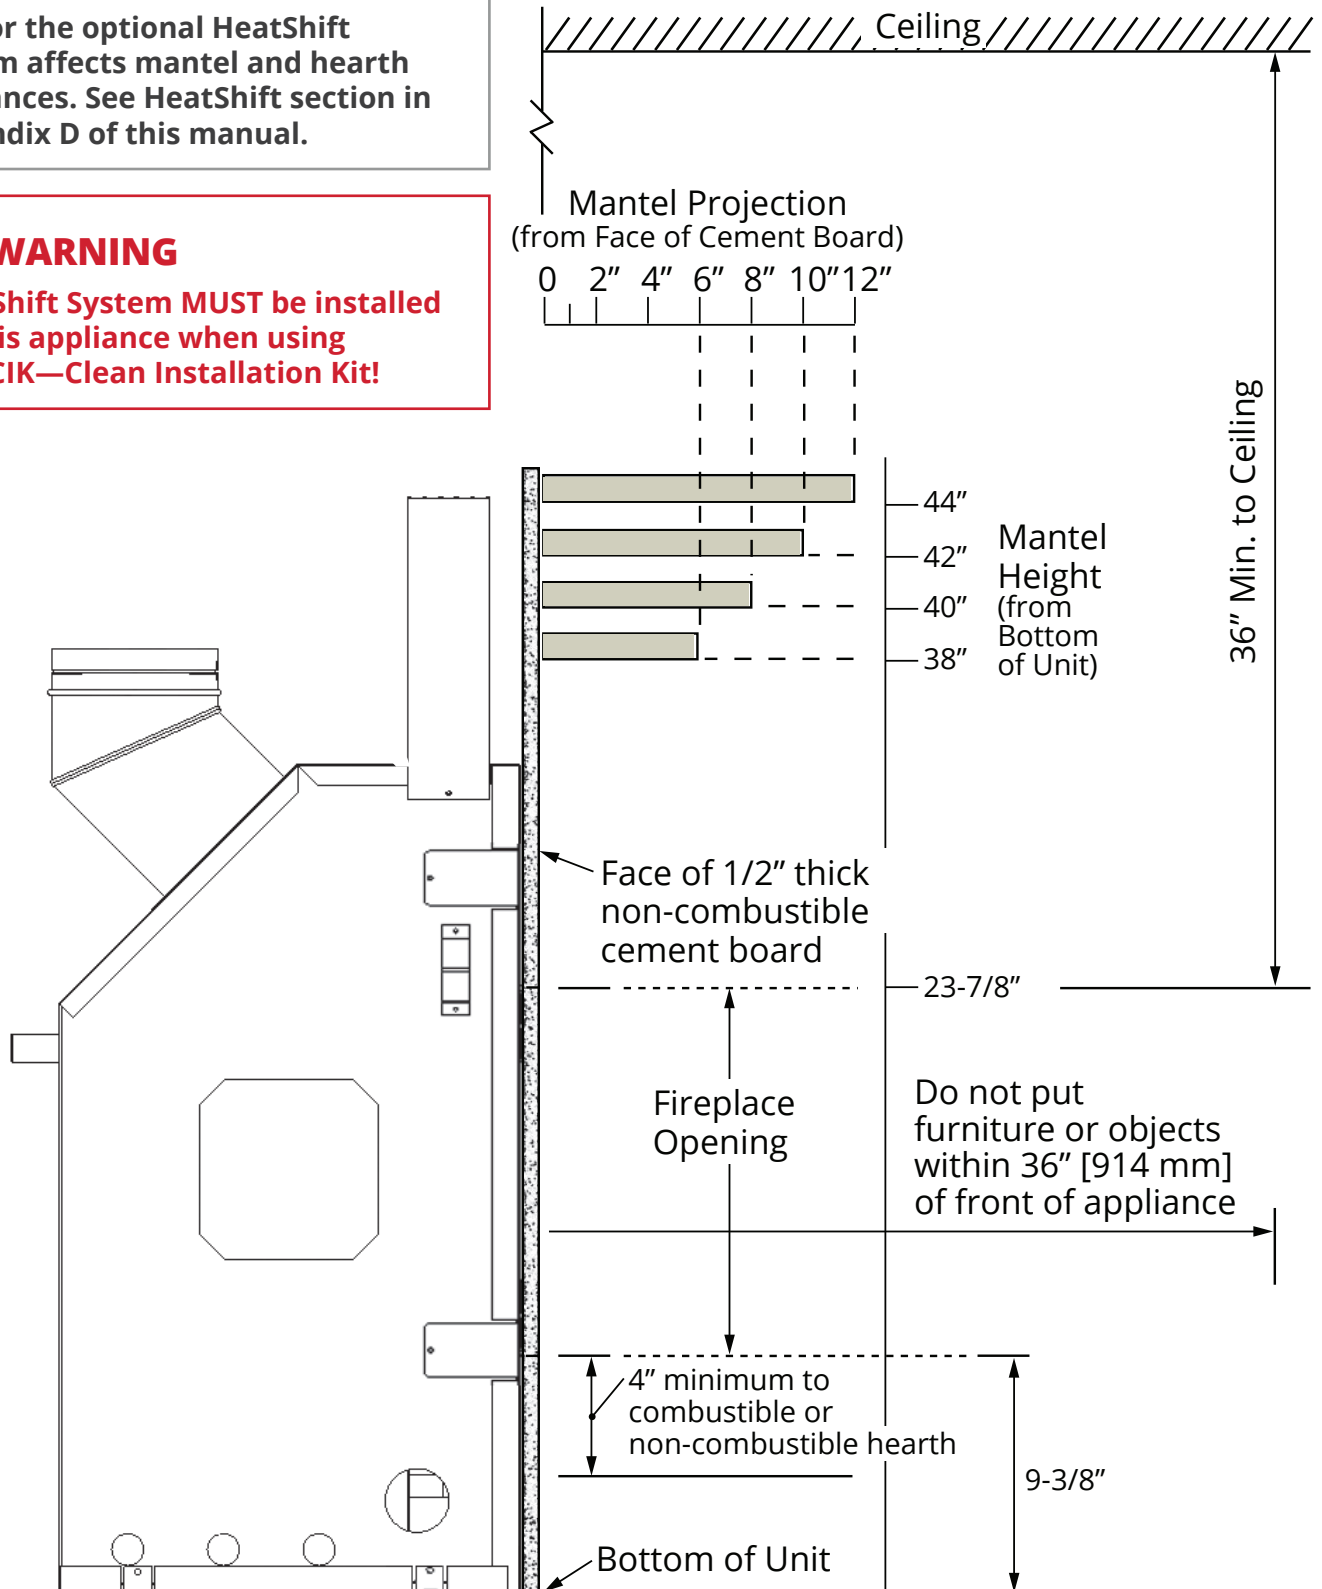 or the optional HeatShift
m affects mantel and hearth
ances. See HeatShift section in
ndix D of this manual.
WARNING
Shift System MUST be installed
is appliance when using
CIK—Clean Installation Kit!
Ceiling
Mantel Projection
(from Face of Cement Board)
0 2” 4” 6” 8” 10” 12”
36” Min. to Ceiling
44”
42”
40”
38”
Mantel
Height
(from
Bottom
of Unit)
Face of 1/2” thick
non-combustible
cement board
23-7/8”
Fireplace
Opening
Do not put
furniture or objects
within 36” [914 mm]
of front of appliance
4” minimum to
combustible or
non-combustible hearth
9-3/8”
Bottom of Unit